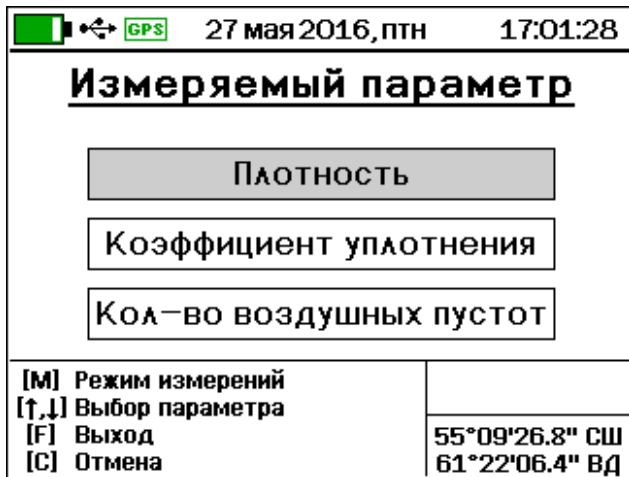 GPS 27 мая 2016, птн 17:01:28
Измеряемый параметр
Плотность
Коэффициент уплотнения
Кол-во воздушных пустот
[M] Режим измерений
[↑,↓] Выбор параметра
[F] Выход
[C] Отмена
55°09'26.8" СШ
61°22'06.4" ВД